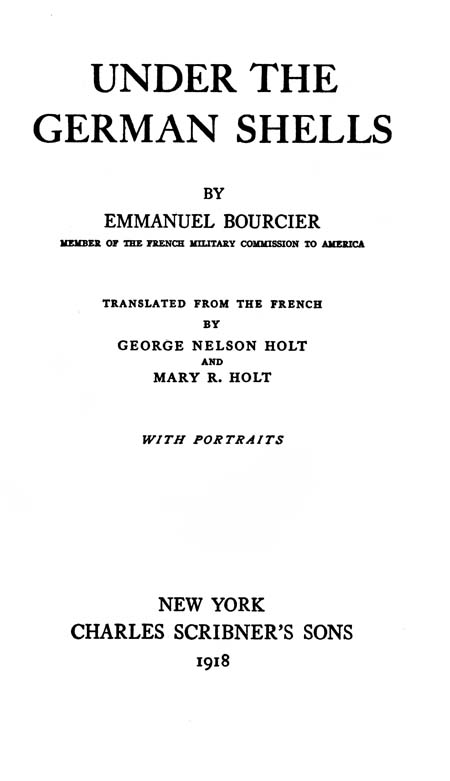 UNDER THE
GERMAN SHELLS
BY
EMMANUEL BOURCIER
MEMBER OF THE FRENCH MILITARY COMMISSION TO AMERICA
TRANSLATED FROM THE FRENCH
BY
GEORGE NELSON HOLT
AND
MARY R. HOLT
WITH PORTRAITS
NEW YORK
CHARLES SCRIBNER'S SONS
1918